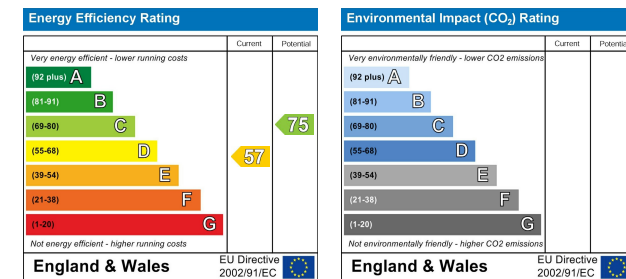 Energy Efficiency Rating
Current Potential
Very energy efficient - lower running costs
(92 plus) A
(81-91) B
(69-80) C
75
(55-68) D
57
(39-54) E
(21-38) F
(1-20) G
Not energy efficient - higher running costs
England & Wales
EU Directive
2002/91/EC
Environmental Impact (CO₂) Rating
Current Potential
Very environmentally friendly - lower CO2 emissions
(92 plus) A
(81-91) B
(69-80) C
(55-68) D
(39-54) E
(21-38) F
(1-20) G
Not environmentally friendly - higher CO2 emissions
England & Wales
EU Directive
2002/91/EC